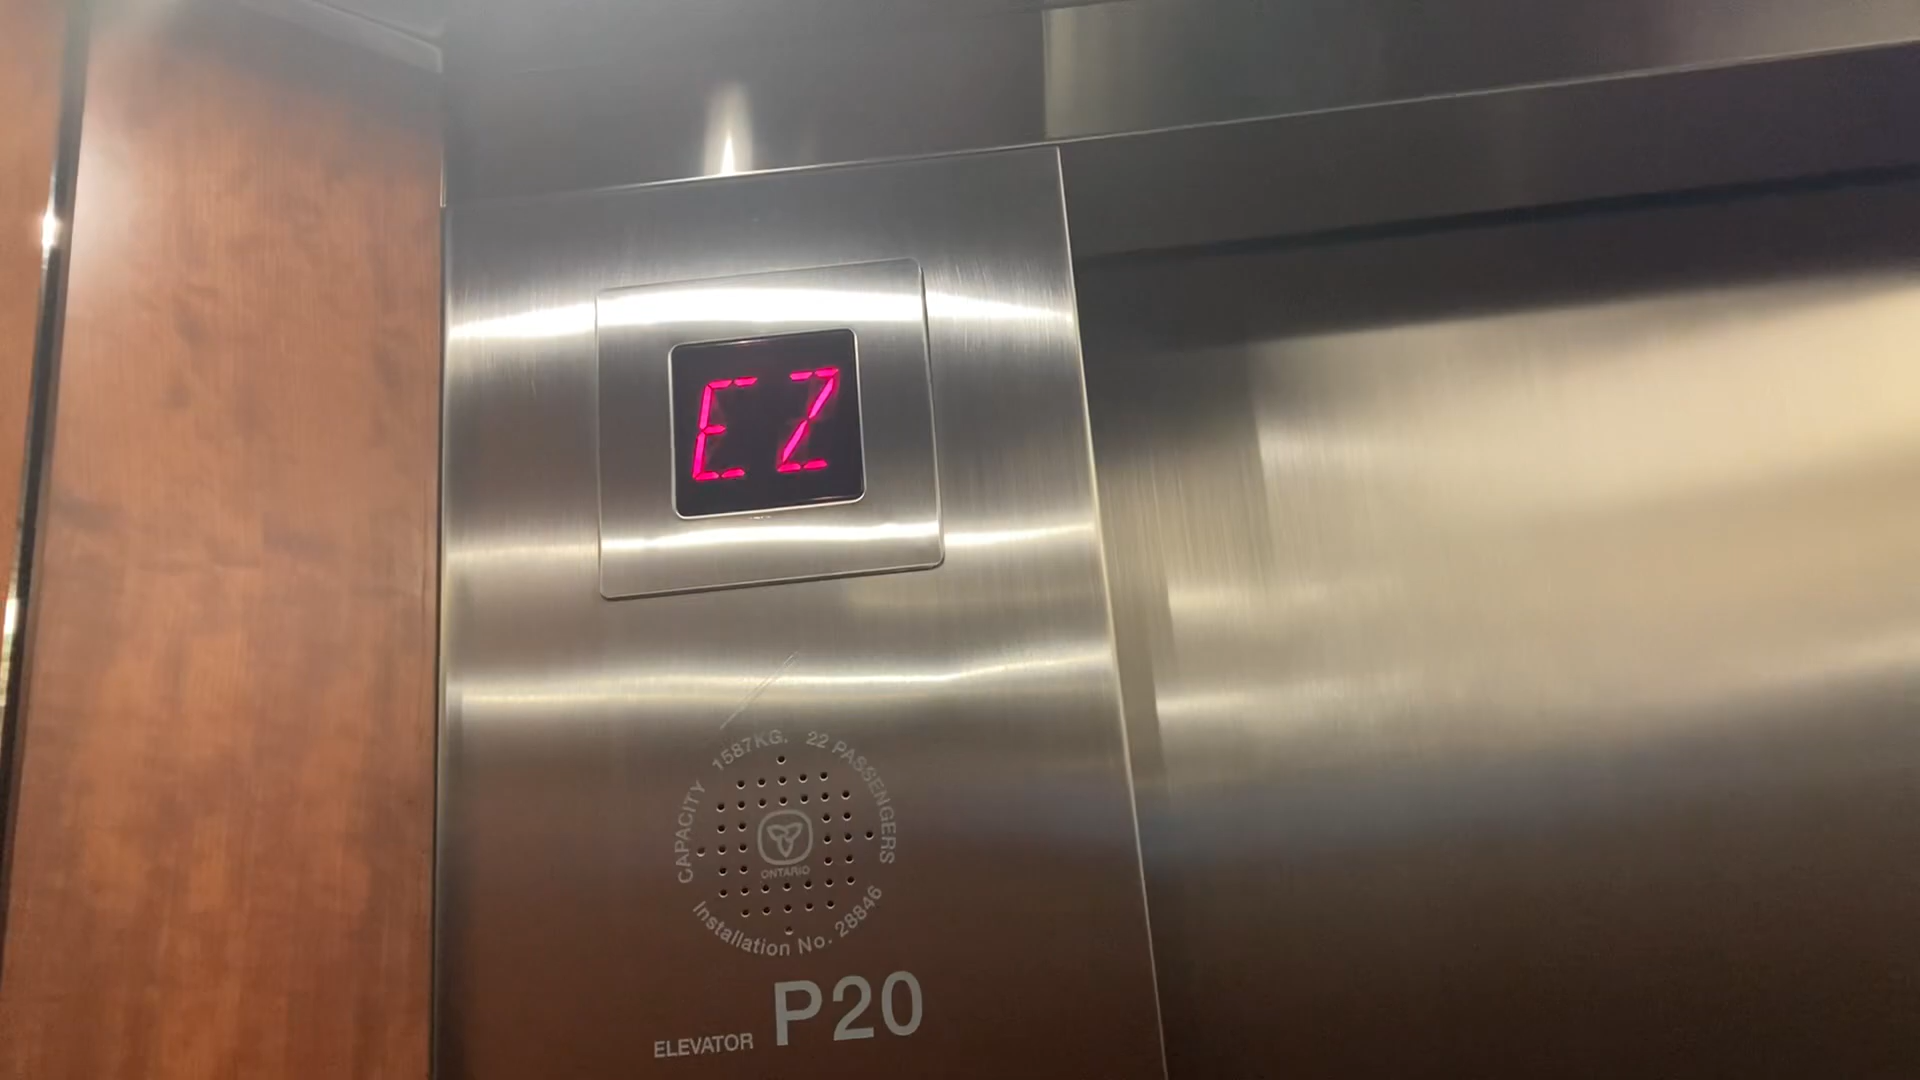 EZ
CAPACITY 1587KG. 22 PASSENGERS
ONTARIO
Installation No. 28846
ELEVATOR P20